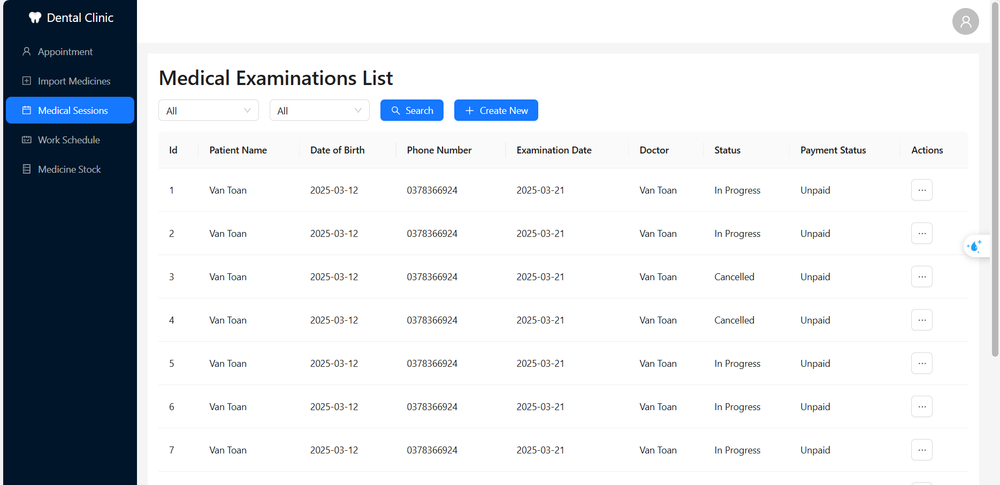 Dental Clinic
Appointment
Import Medicines
Medical Sessions
Work Schedule
Medicine Stock
Medical Examinations List
All All Search Create New
Id Patient Name Date of Birth Phone Number Examination Date Doctor Status Payment Status Actions
1 Van Toan 2025-03-12 0378366924 2025-03-21 Van Toan In Progress Unpaid ...
2 Van Toan 2025-03-12 0378366924 2025-03-21 Van Toan In Progress Unpaid ...
3 Van Toan 2025-03-12 0378366924 2025-03-21 Van Toan Cancelled Unpaid ...
4 Van Toan 2025-03-12 0378366924 2025-03-21 Van Toan Cancelled Unpaid ...
5 Van Toan 2025-03-12 0378366924 2025-03-21 Van Toan In Progress Unpaid ...
6 Van Toan 2025-03-12 0378366924 2025-03-21 Van Toan In Progress Unpaid ...
7 Van Toan 2025-03-12 0378366924 2025-03-21 Van Toan In Progress Unpaid ...